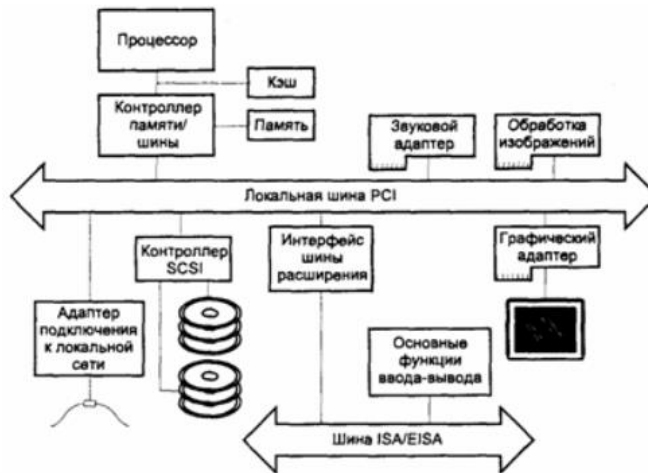 Процессор
Кэш
Контроллер
памяти/
шины
Память
Звуковой
адаптер
Обработка
изображений
Локальная шина PCI
Контроллер
SCSI
Интерфейс
шины
расширения
Графический
адаптер
Адаптер
подключения
к локальной
сети
Основные
функции
ввода-вывода
Шина ISA/EISA